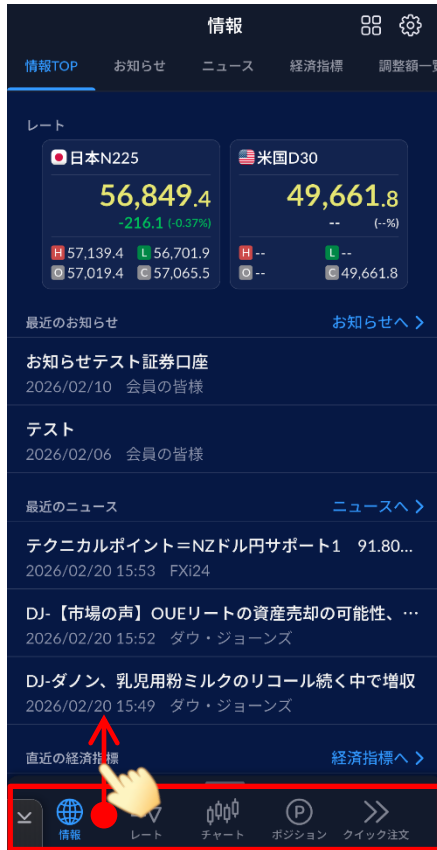 情報
情報TOP お知らせ ニュース 経済指標 調整額一覧
レート
日本N225 米国D30
56,849.4 49,661.8
-216.1 (-0.37%) -- (--%)
H 57,139.4 L 56,701.9 H -- L --
O 57,019.4 C 57,065.5 O -- C 49,661.8
最近のお知らせ お知らせへ
お知らせテスト証券口座
2026/02/10 会員の皆様
テスト
2026/02/06 会員の皆様
最近のニュース ニュースへ
テクニカルポイント＝NZドル円サポート1 91.80...
2026/02/20 15:53 FXi24
DJ-【市場の声】OUEリートの資産売却の可能性、…
2026/02/20 15:52 ダウ・ジョーンズ
DJ-ダノン、乳児用粉ミルクのリコール続く中で増収
2026/02/20 15:49 ダウ・ジョーンズ
直近の経済指標 経済指標へ
情報 レート チャート ポジション クイック注文